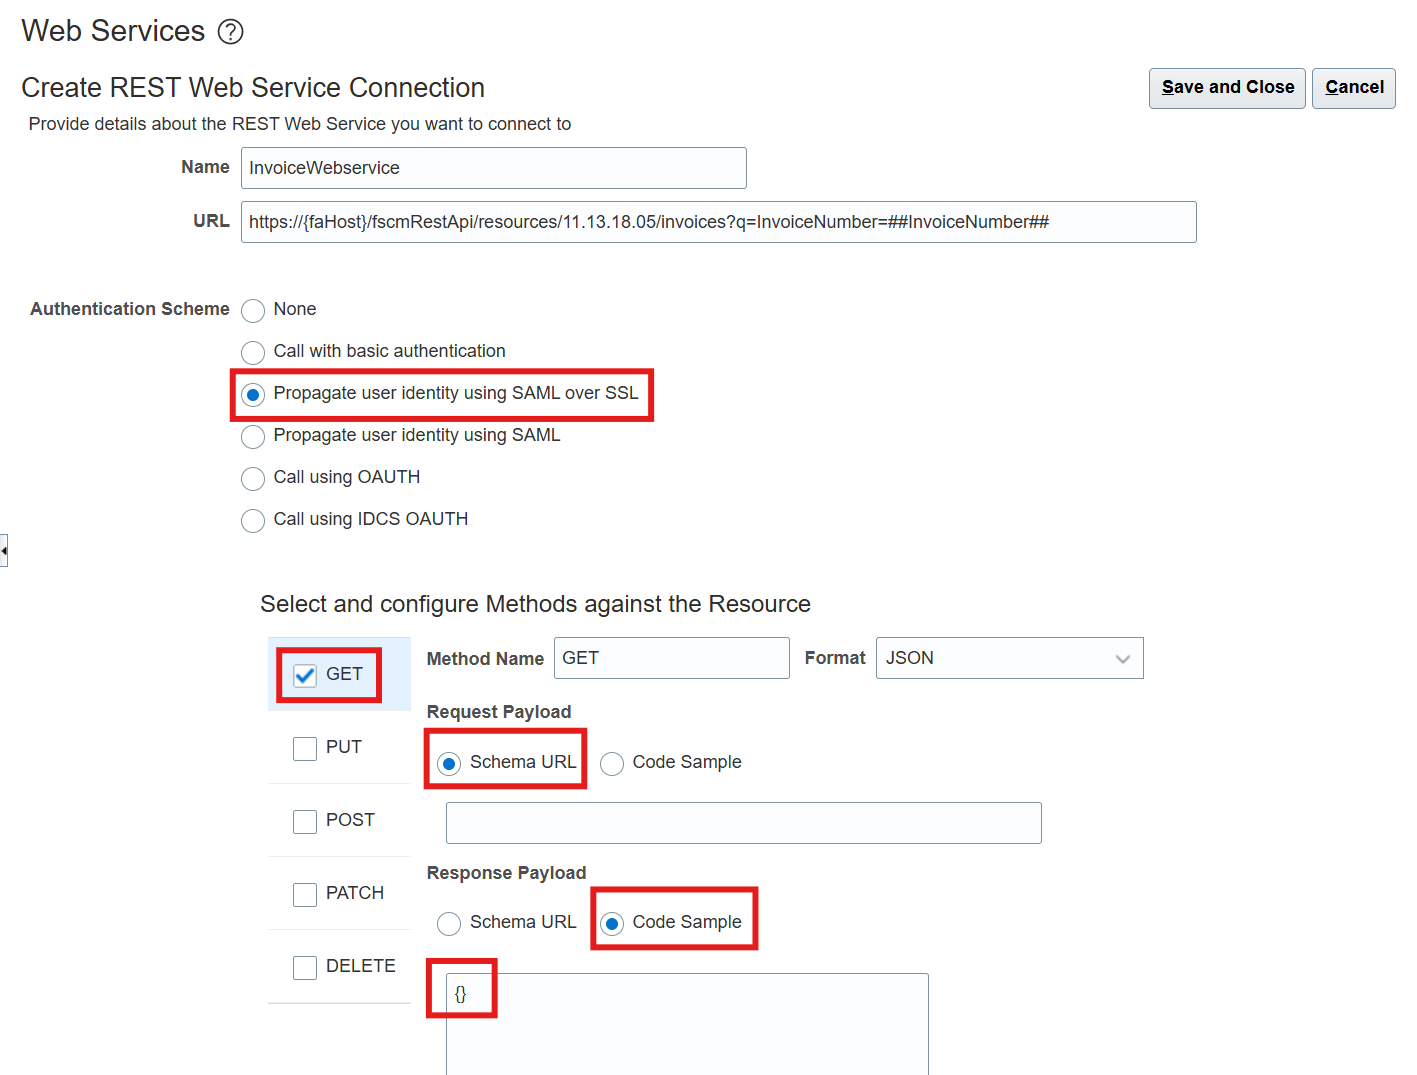 Web Services ?
Create REST Web Service Connection
Save and Close Cancel
Provide details about the REST Web Service you want to connect to
Name InvoiceWebservice
URL https://{faHost}/fscmRestApi/resources/11.13.18.05/invoices?q=InvoiceNumber=##InvoiceNumber##
Authentication Scheme None
Call with basic authentication
Propagate user identity using SAML over SSL
Propagate user identity using SAML
Call using OAUTH
Call using IDCS OAUTH
Select and configure Methods against the Resource
GET Method Name GET Format JSON
Request Payload
PUT Schema URL Code Sample
POST
Response Payload
PATCH Schema URL Code Sample
DELETE
{}